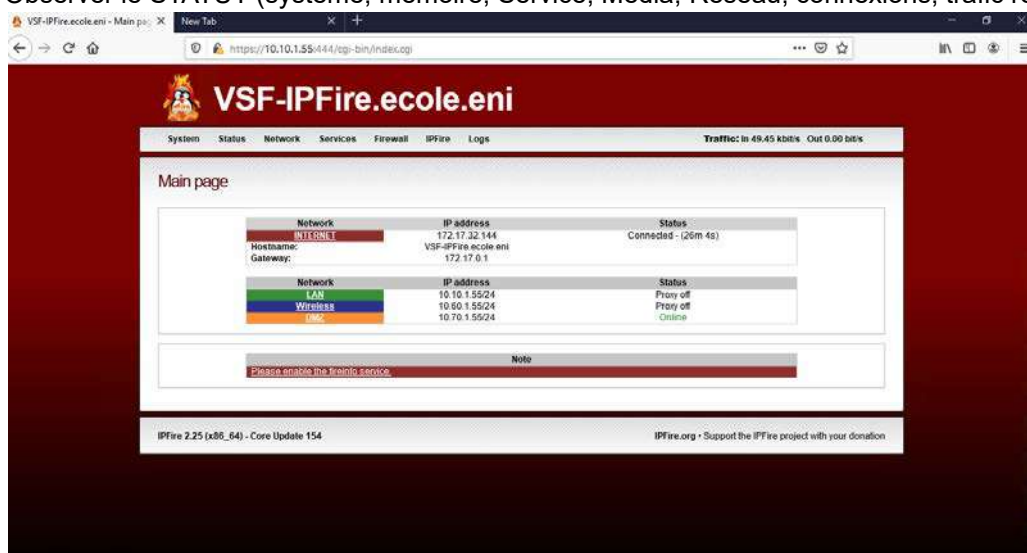 Observer le STATUT (système, mémoire, Service, Média, Réseau, connexions, trafic
VSF-IPFire.ecole.eni - Main pa
New Tab
https://10.10.1.55:444/cgi-bin/index.cgi
VSF-IPFire.ecole.eni
System Status Network Services Firewall IPFire Logs
Traffic: In 49.45 kbit/s Out 0.00 bit/s
Main page
Network IP address Status
INTERNET 172.17.32.144 Connected - (26m 4s)
Hostname: VSF-IPFire.ecole.eni
Gateway: 172.17.0.1
Network IP address Status
LAN 10.10.1.55/24 Proxy off
Wireless 10.60.1.55/24 Proxy off
DMZ 10.70.1.55/24 Online
Note
Please enable the fireinfo service.
IPFire 2.25 (x86_64) - Core Update 154
IPFire.org • Support the IPFire project with your donation